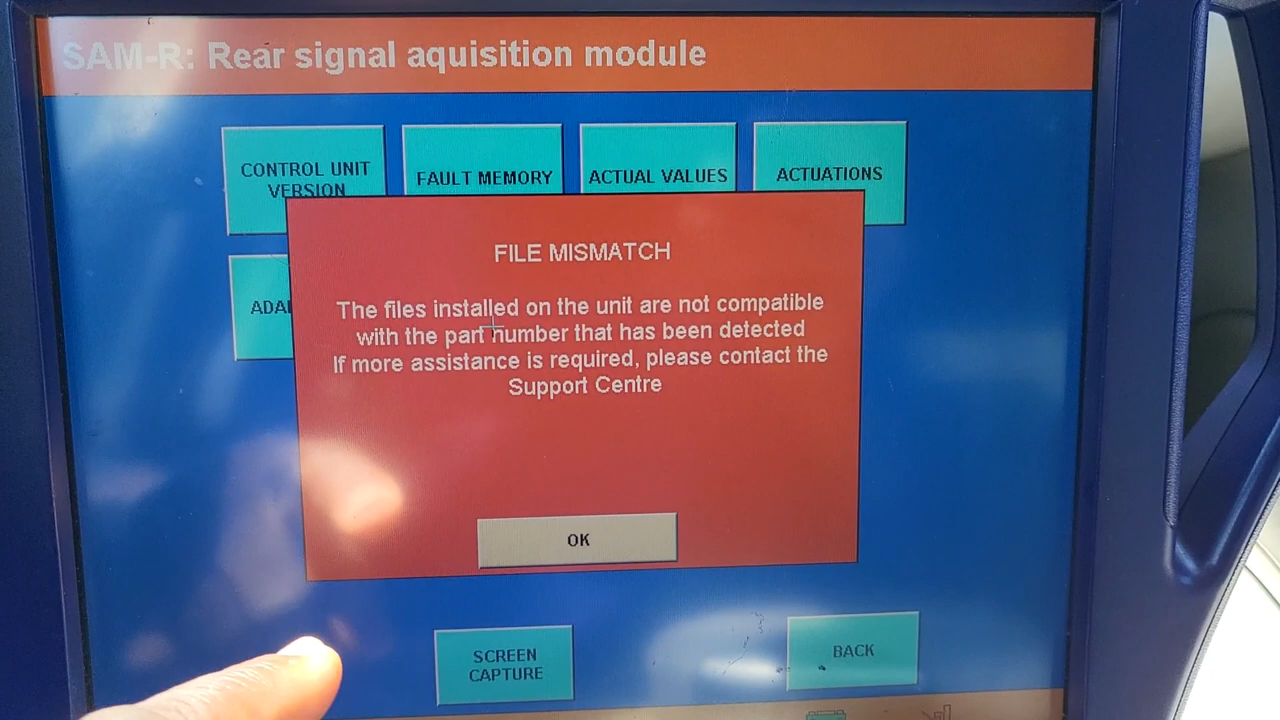 SAM-R: Rear signal aquisition module
CONTROL UNIT
VERSION
FAULT MEMORY
ACTUAL VALUES
ACTUATIONS
ADA
FILE MISMATCH
The files installed on the unit are not compatible
with the part number that has been detected
If more assistance is required, please contact the
Support Centre
OK
SCREEN
CAPTURE
BACK